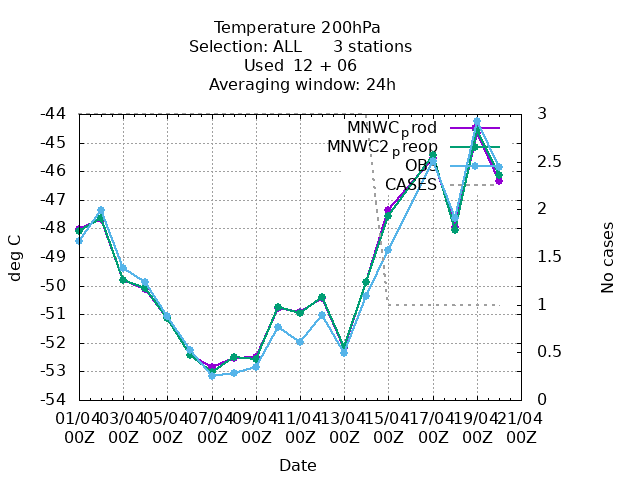 Temperature 200hPa
Selection: ALL 3 stations
Used 12 + 06
Averaging window: 24h
-44
-45
-46
-47
-48
-49
-50
-51
-52
-53
-54
deg C
MNWCprod
MNWC2preop
OBS
CASES
3
2.5
2
1.5
1
0.5
0
No cases
01/04 03/04 05/04 07/04 09/04 11/04 13/04 15/04 17/04 19/04 21/04
00Z 00Z 00Z 00Z 00Z 00Z 00Z 00Z 00Z 00Z 00Z
Date